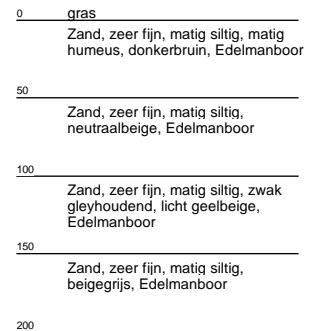 0 gras
Zand, zeer fijn, matig siltig, matig
humeus, donkerbruin, Edelmanboor
50
Zand, zeer fijn, matig siltig,
neutraalbeige, Edelmanboor
100
Zand, zeer fijn, matig siltig, zwak
gleyhoudend, licht geelbeige,
Edelmanboor
150
Zand, zeer fijn, matig siltig,
beigegrijs, Edelmanboor
200